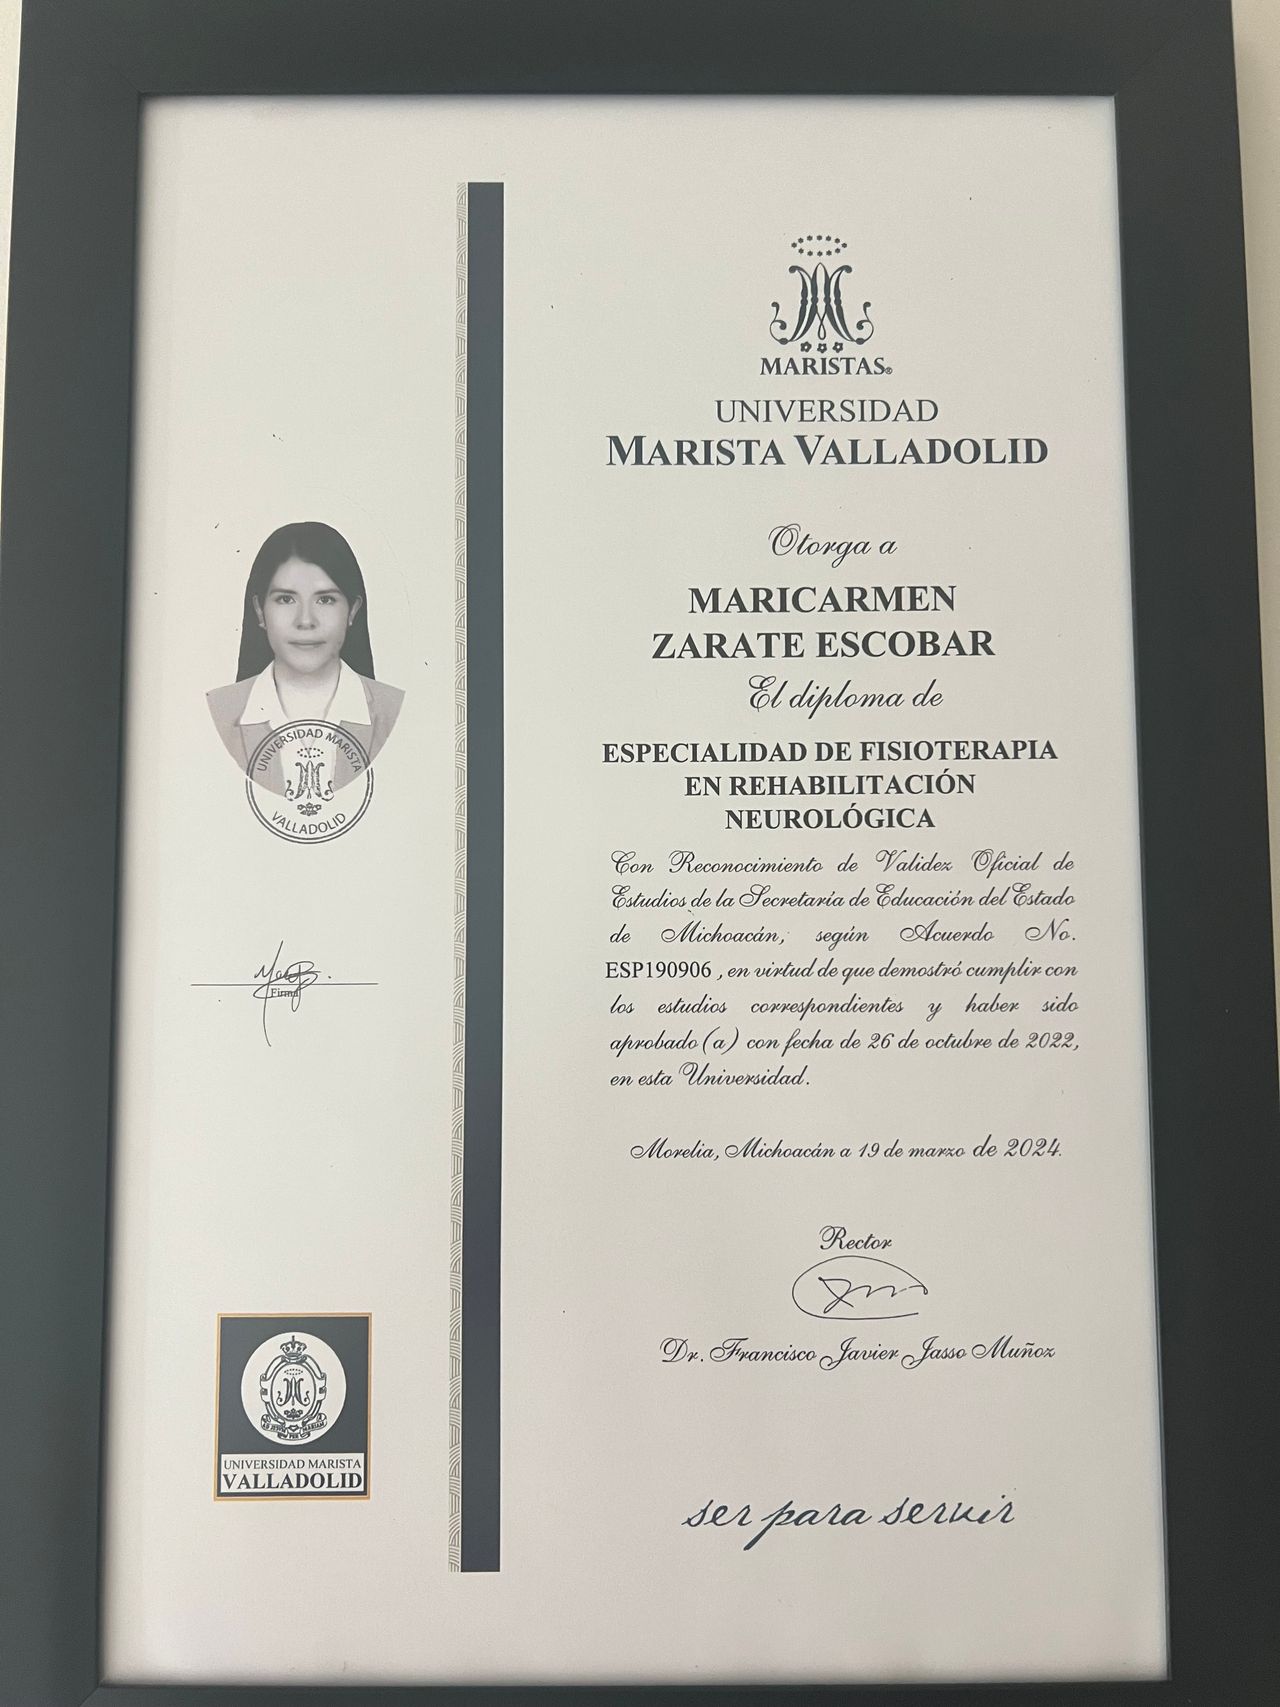 MARISTAS®
UNIVERSIDAD
MARISTA VALLADOLID
Otorga a
MARICARMEN
ZARATE ESCOBAR
El diploma de
ESPECIALIDAD DE FISIOTERAPIA
EN REHABILITACIÓN
NEUROLÓGICA
Con Reconocimiento de Validez Oficial de
Estudios de la Secretaría de Educación del Estado
de Michoacán, según Acuerdo No.
ESP190906 , en virtud de que demostró cumplir con
los estudios correspondientes y haber sido
aprobado (a) con fecha de 26 de octubre de 2022,
en esta Universidad.
Morelia, Michoacán a 19 de marzo de 2024.
Rector
Dr. Francisco Javier Jasso Muñoz
ser para servir
UNIVERSIDAD MARISTA
VALLADOLID
Firma
UNIVERSIDAD MARISTA
VALLADOLID